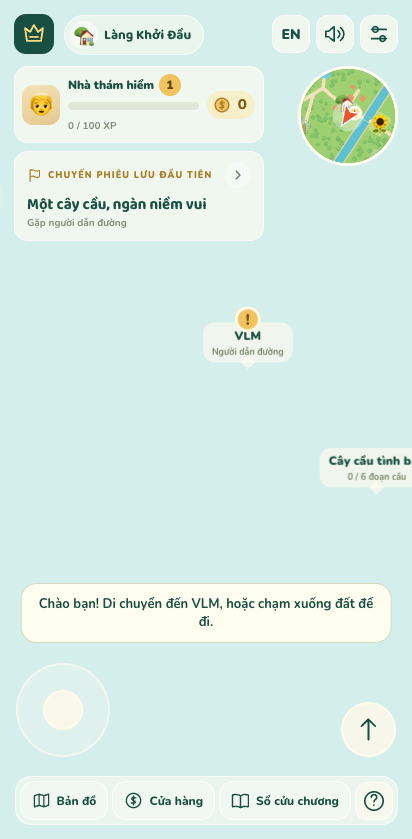 Làng Khởi Đầu
EN
Nhà thám hiểm 1
0
0 / 100 XP
CHUYẾN PHIÊU LƯU ĐẦU TIÊN
Một cây cầu, ngàn niềm vui
Gặp người dẫn đường
!
VLM
Người dẫn đường
Cây cầu tình b
0 / 6 đoạn cầu
Chào bạn! Di chuyển đến VLM, hoặc chạm xuống đất để
đi.
Bản đồ
Cửa hàng
Sổ cửu chương
?